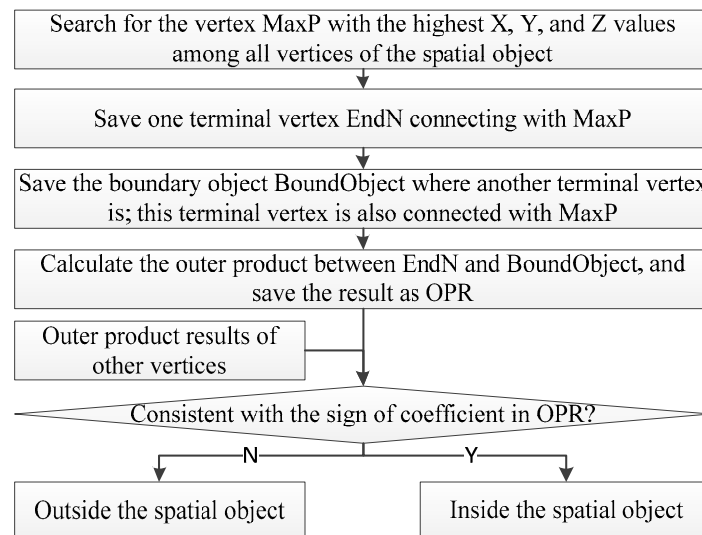 Search for the vertex MaxP with the highest X, Y, and Z values
among all vertices of the spatial object
Save one terminal vertex EndN connecting with MaxP
Save the boundary object BoundObject where another terminal vertex
is; this terminal vertex is also connected with MaxP
Calculate the outer product between EndN and BoundObject, and
save the result as OPR
Outer product results of
other vertices
Consistent with the sign of coefficient in OPR?
N
Y
Outside the spatial object
Inside the spatial object